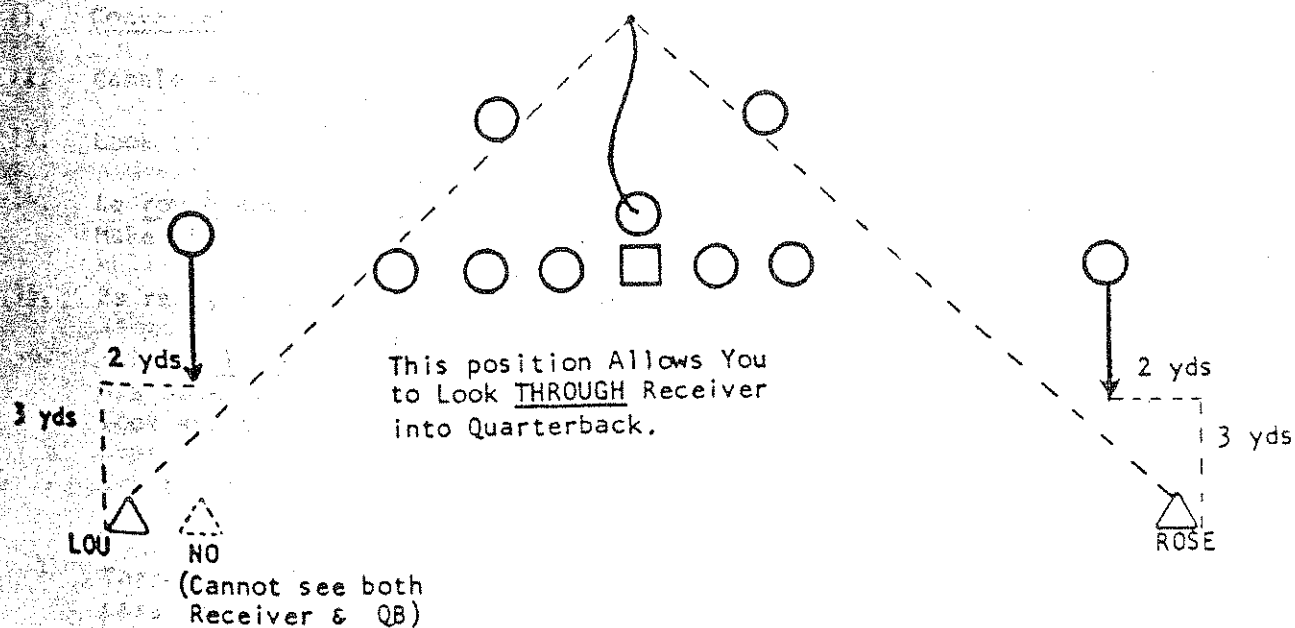 2 yds
3 yds
This position Allows You
to Look THROUGH Receiver
into Quarterback.
2 yds
3 yds
LOU
NO
(Cannot see both
Receiver & QB)
ROSE